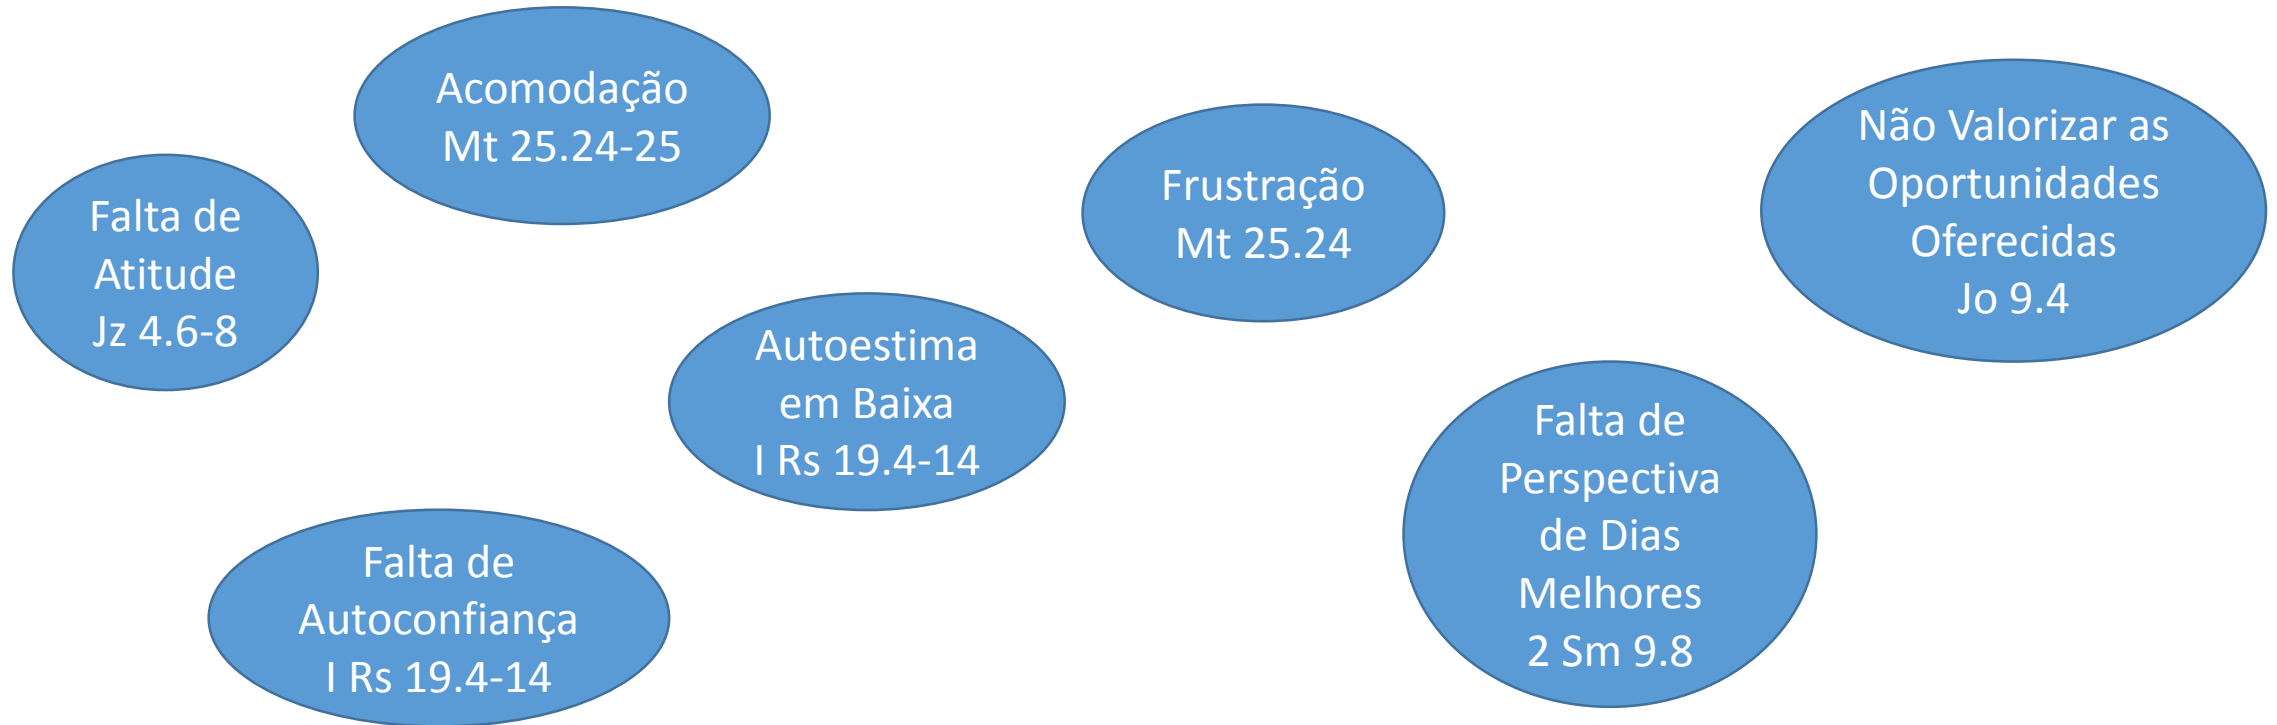 Falta de
Atitude
Jz 4.6-8
Acomodação
Mt 25.24-25
Falta de
Autoconfiança
I Rs 19.4-14
Autoestima
em Baixa
I Rs 19.4-14
Frustração
Mt 25.24
Falta de
Perspectiva
de Dias
Melhores
2 Sm 9.8
Não Valorizar as
Oportunidades
Oferecidas
Jo 9.4